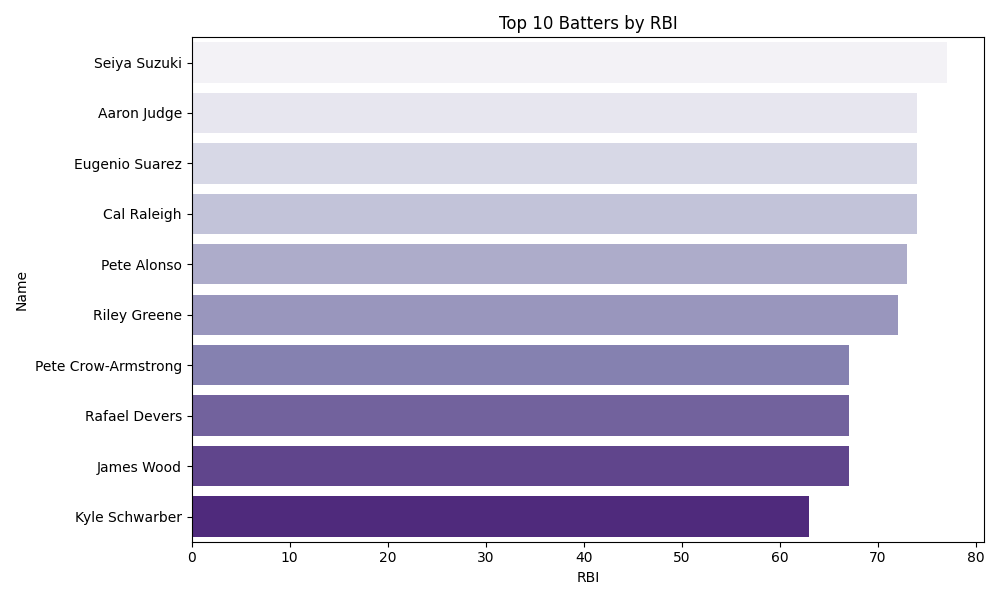 Top 10 Batters by RBI
Seiya Suzuki
Aaron Judge
Eugenio Suarez
Cal Raleigh
Pete Alonso
Riley Greene
Pete Crow-Armstrong
Rafael Devers
James Wood
Kyle Schwarber
Name
0 10 20 30 40 50 60 70 80
RBI